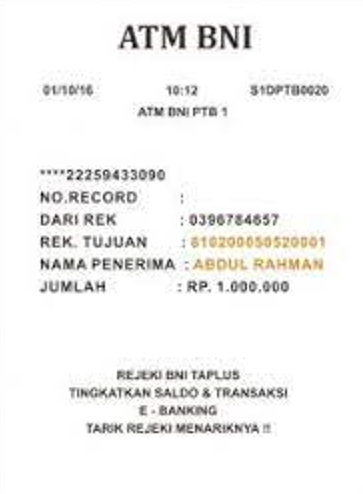 ATM BNI
01/10/16 10:12 S1DPTB0020
ATM BNI PTB 1
****22259433090
NO.RECORD :
DARI REK : 0396784657
REK. TUJUAN : 610200050520001
NAMA PENERIMA : ABDUL RAHMAN
JUMLAH : RP. 1.000.000
REJEKI BNI TAPLUS
TINGKATKAN SALDO & TRANSAKSI
E - BANKING
TARIK REJEKI MENARIKNYA !!